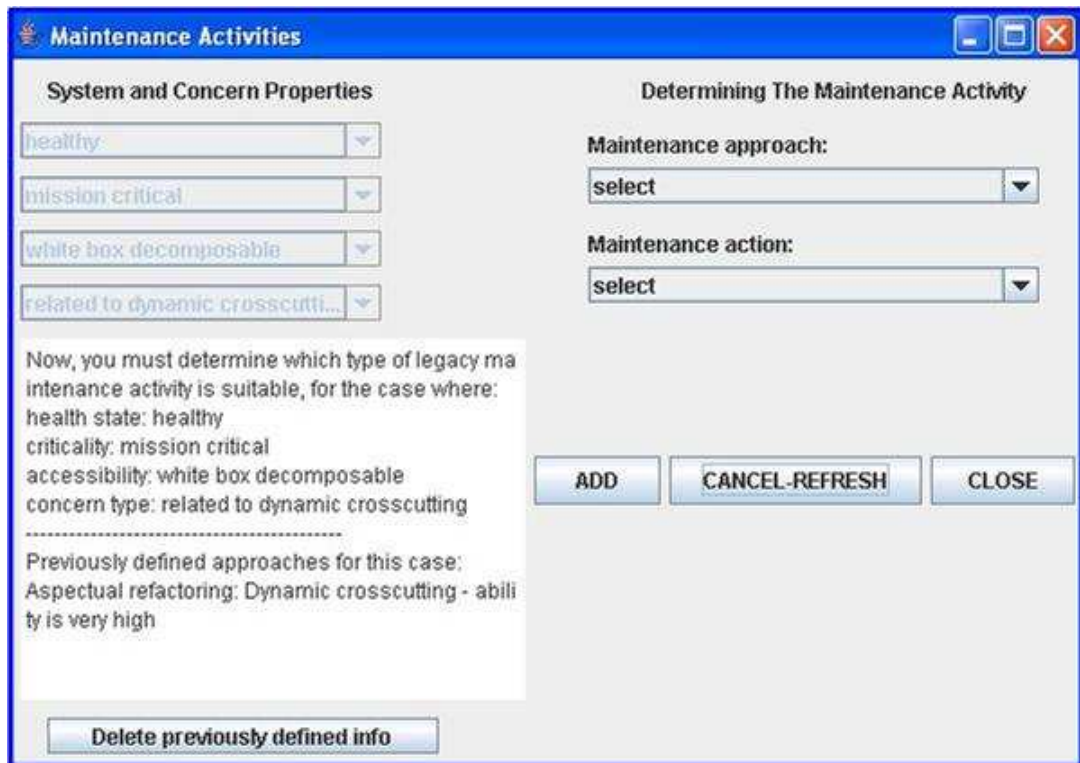 Maintenance Activities
System and Concern Properties
healthy
mission critical
white box decomposable
related to dynamic crosscutti...
Determining The Maintenance Activity
Maintenance approach:
select
Maintenance action:
select
Now, you must determine which type of legacy ma
intenance activity is suitable, for the case where:
health state: healthy
criticality: mission critical
accessibility: white box decomposable
concern type: related to dynamic crosscutting
--------------------------------------------
Previously defined approaches for this case:
Aspectual refactoring: Dynamic crosscutting - abili
ty is very high
ADD
CANCEL-REFRESH
CLOSE
Delete previously defined info